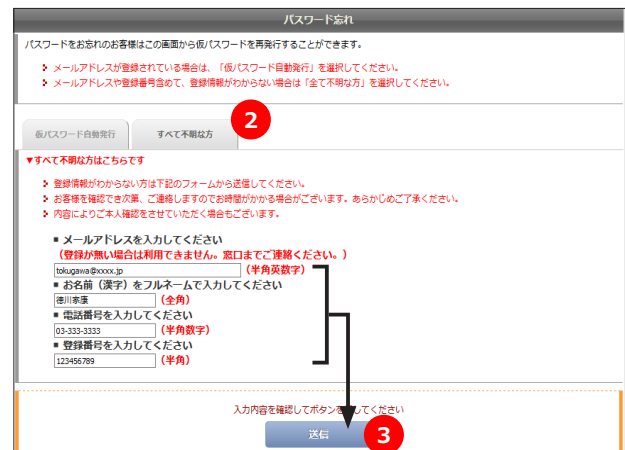 パスワード忘れ
パスワードをお忘れのお客様はこの画面から仮パスワードを再発行することができます。
メールアドレスが登録されている場合は、「仮パスワード自動発行」を選択してください。
メールアドレスや登録番号含めて、登録情報がわからない場合は「全て不明な方」を選択してください。
2
仮パスワード自動発行 すべて不明な方
▼すべて不明な方はこちらです
登録情報がわからない方は下記のフォームから送信してください。
お客様を確認でき次第、ご連絡しますのでお時間がかかる場合がございます。あらかじめご了承ください。
内容によりご本人確認をさせていただく場合もございます。
■ メールアドレスを入力してください
(登録が無い場合は利用できません。窓口までご連絡ください。)
tokugawa@xxxx.jp (半角英数字)
■ お名前(漢字)をフルネームで入力してください
徳川家康 (全角)
■ 電話番号を入力してください
03-333-3333 (半角数字)
■ 登録番号を入力してください
123456789 (半角)
入力内容を確認してボタンを してください
送信 3